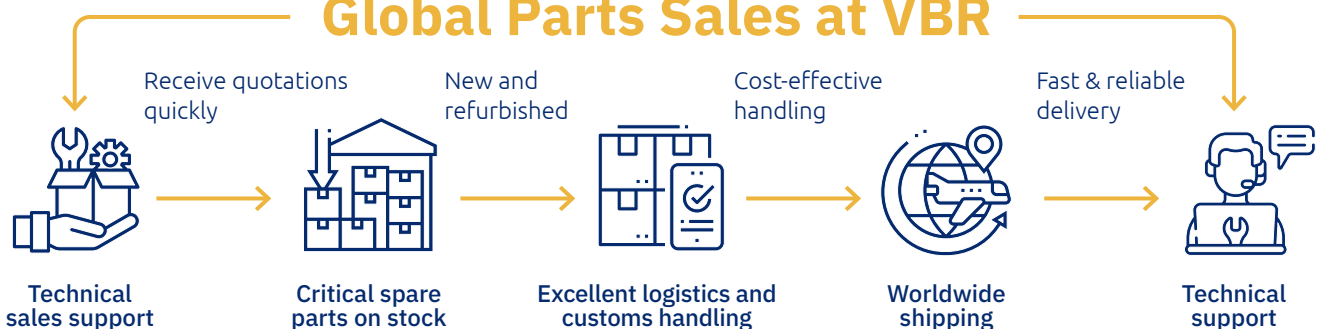 Global Parts Sales at VBR
Receive quotations
quickly
New and
refurbished
Cost-effective
handling
Fast & reliable
delivery
Technical
sales support
Critical spare
parts on stock
Excellent logistics and
customs handling
Worldwide
shipping
Technical
support